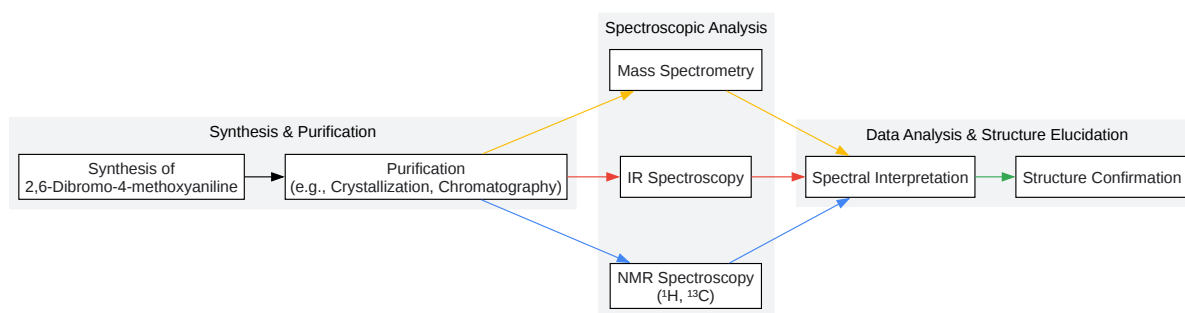 Spectroscopic Analysis
Mass Spectrometry
Synthesis & Purification
Data Analysis & Structure Elucidation
Synthesis of
2,6-Dibromo-4-methoxyaniline
Purification
(e.g., Crystallization, Chromatography)
IR Spectroscopy
Spectral Interpretation
Structure Confirmation
NMR Spectroscopy
(¹H, ¹³C)